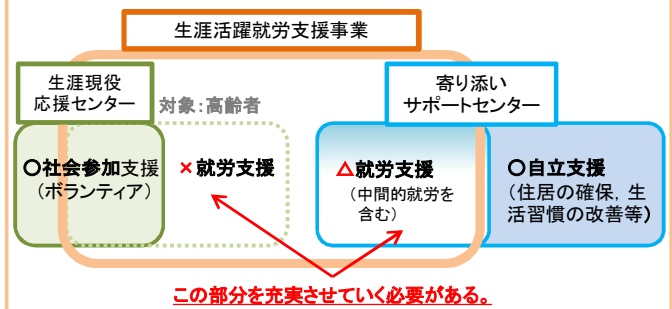 生涯活躍就労支援事業
生涯現役
応援センター
対象:高齢者
寄り添い
サポートセンター
〇社会参加支援
(ボランティア)
×就労支援
△就労支援
(中間的就労を
含む)
〇自立支援
(住居の確保,生
活習慣の改善等)
この部分を充実させていく必要がある。